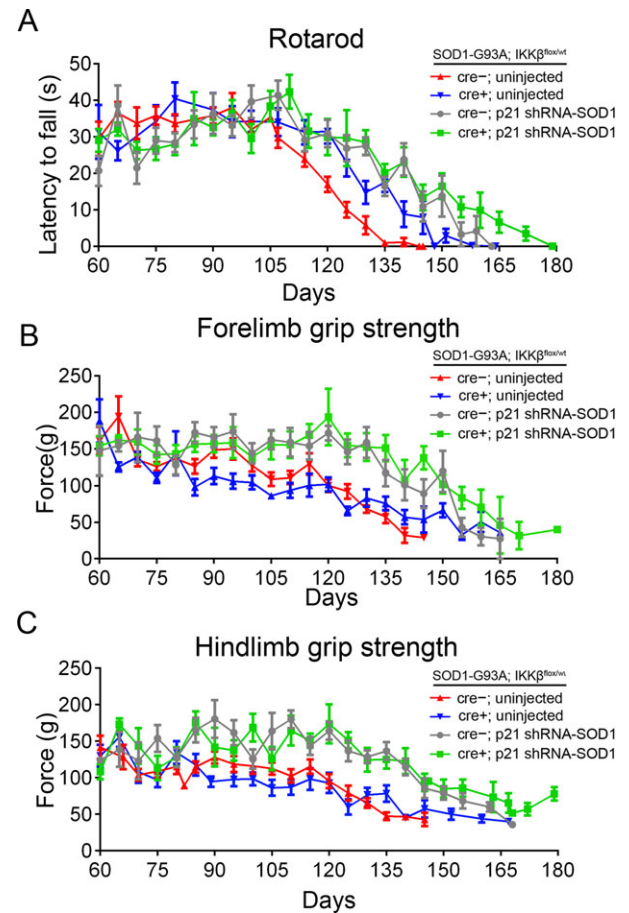 A
Rotarod
SOD1-G93A; IKKβflox/wt
cre−; uninjected
cre+; uninjected
cre−; p21 shRNA-SOD1
cre+; p21 shRNA-SOD1
Latency to fall (s)
50
40
30
20
10
0
60 75 90 105 120 135 150 165 180
Days
B
Forelimb grip strength
SOD1-G93A; IKKβflox/wt
cre−; uninjected
cre+; uninjected
cre−; p21 shRNA-SOD1
cre+; p21 shRNA-SOD1
Force(g)
250
200
150
100
50
0
60 75 90 105 120 135 150 165 180
Days
C
Hindlimb grip strength
SOD1-G93A; IKKβflox/wt
cre−; uninjected
cre+; uninjected
cre−; p21 shRNA-SOD1
cre+; p21 shRNA-SOD1
Force (g)
250
200
150
100
50
0
60 75 90 105 120 135 150 165 180
Days